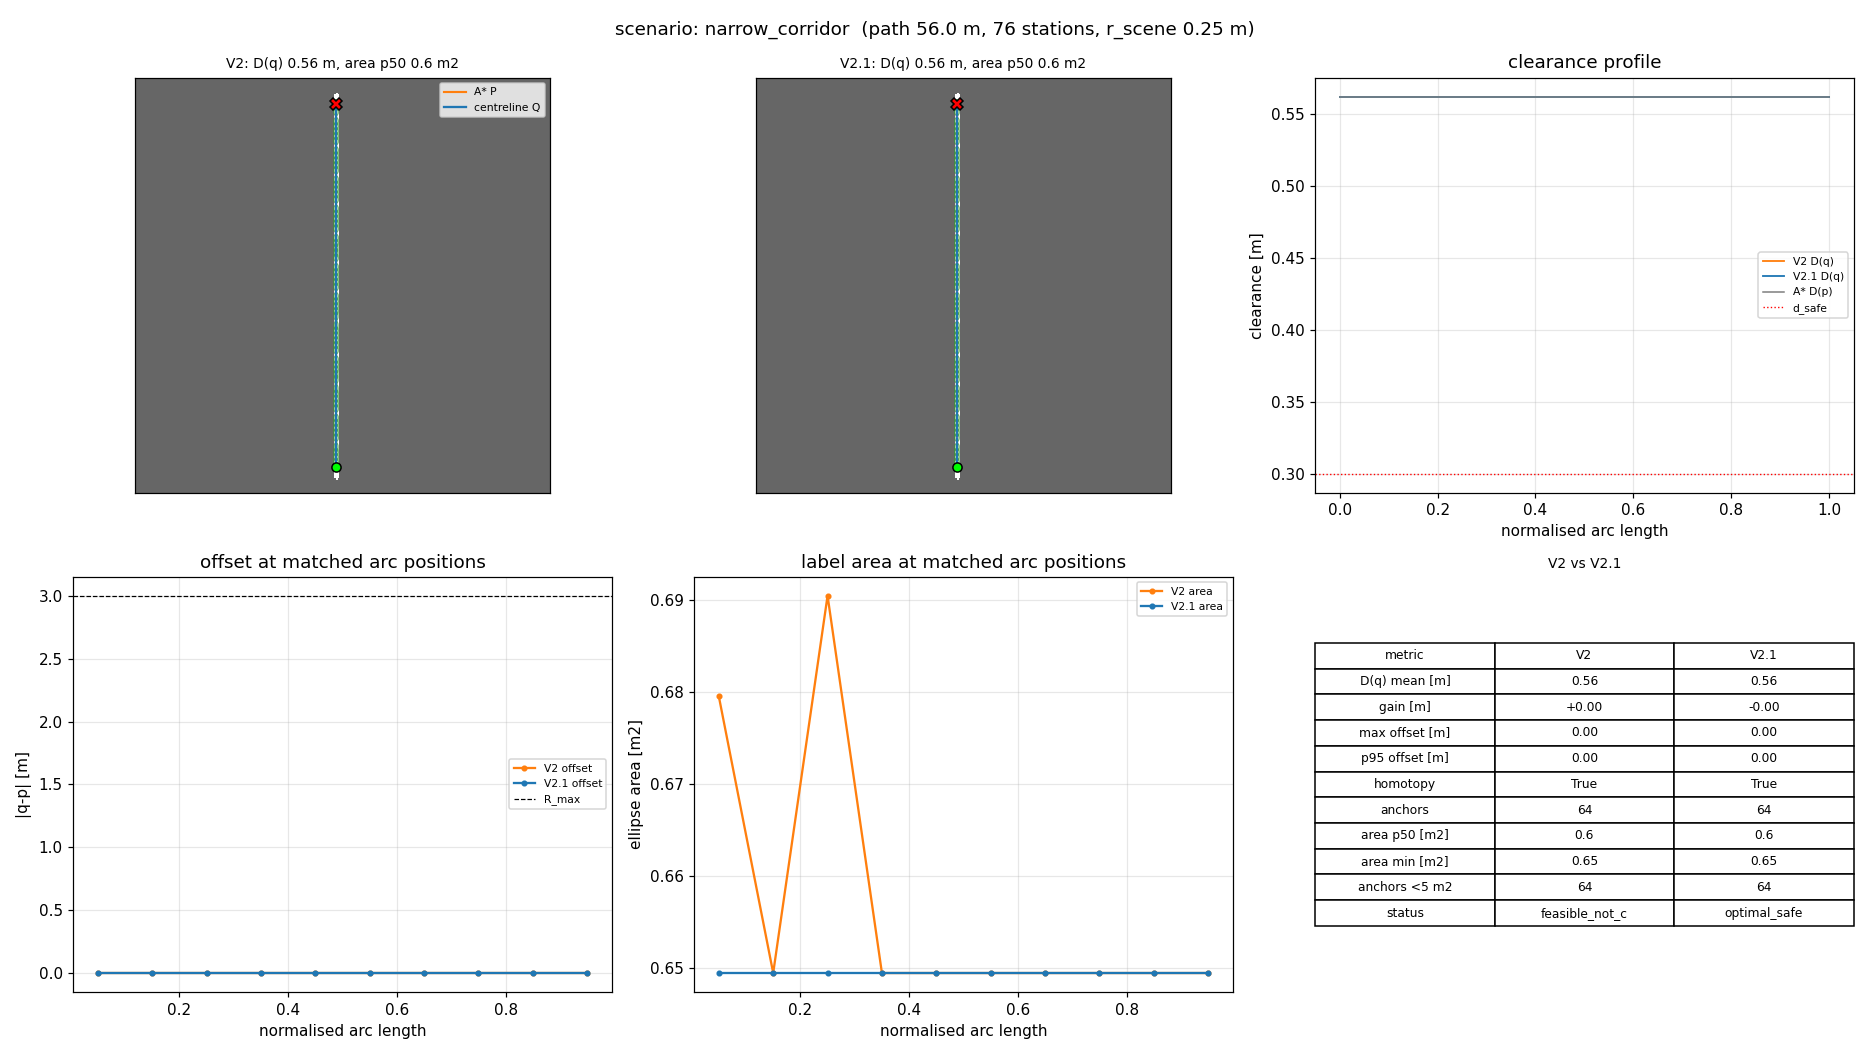 scenario: narrow_corridor  (path 56.0 m, 76 stations, r_scene 0.25 m)
V2: D(q) 0.56 m, area p50 0.6 m2
A* P
centreline Q
V2.1: D(q) 0.56 m, area p50 0.6 m2
clearance profile
clearance [m]
0.55
0.50
0.45
0.40
0.35
0.30
V2 D(q)
V2.1 D(q)
A* D(p)
d_safe
0.0 0.2 0.4 0.6 0.8 1.0
normalised arc length
offset at matched arc positions
|q-p| [m]
3.0
2.5
2.0
1.5
1.0
0.5
0.0
V2 offset
V2.1 offset
R_max
0.2 0.4 0.6 0.8
normalised arc length
label area at matched arc positions
ellipse area [m2]
0.69
0.68
0.67
0.66
0.65
V2 area
V2.1 area
0.2 0.4 0.6 0.8
normalised arc length
V2 vs V2.1
metric V2 V2.1
D(q) mean [m] 0.56 0.56
gain [m] +0.00 -0.00
max offset [m] 0.00 0.00
p95 offset [m] 0.00 0.00
homotopy True True
anchors 64 64
area p50 [m2] 0.6 0.6
area min [m2] 0.65 0.65
anchors <5 m2 64 64
status feasible_not_c optimal_safe